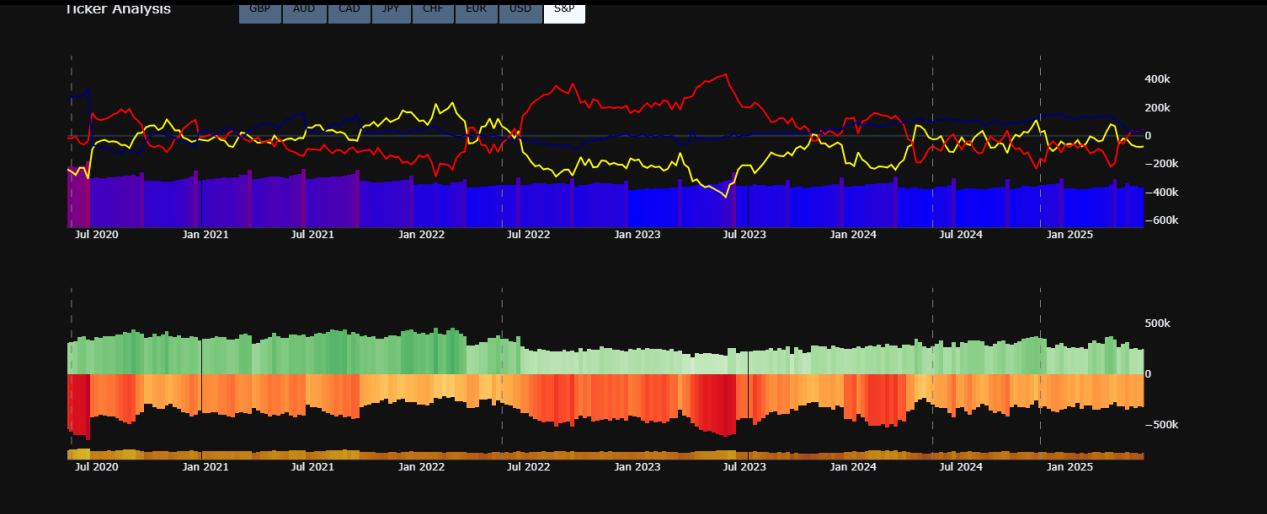 Ticker Analysis
GBP AUD CAD JPY CHF EUR USD S&P
400k
200k
0
−200k
−400k
−600k
Jul 2020 Jan 2021 Jul 2021 Jan 2022 Jul 2022 Jan 2023 Jul 2023 Jan 2024 Jul 2024 Jan 2025
500k
0
−500k
Jul 2020 Jan 2021 Jul 2021 Jan 2022 Jul 2022 Jan 2023 Jul 2023 Jan 2024 Jul 2024 Jan 2025